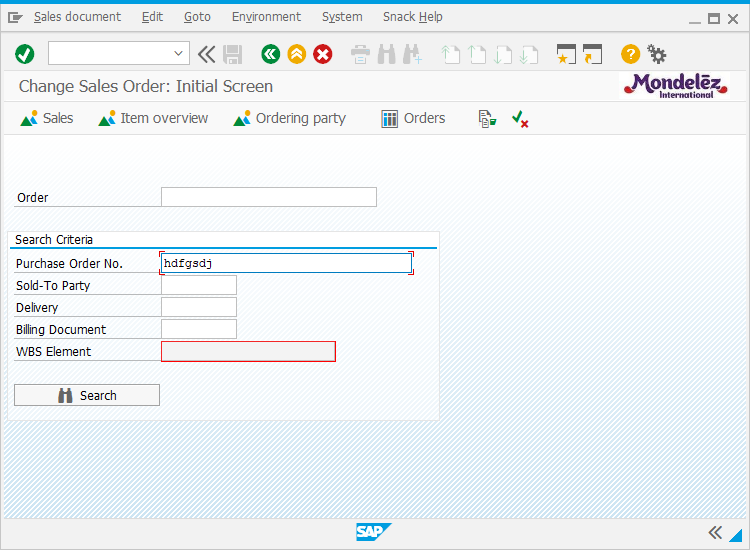 Sales document Edit Goto Environment System Snack Help
Change Sales Order: Initial Screen
Mondelēz
International
Sales Item overview Ordering party Orders
Order
Search Criteria
Purchase Order No. hdfgsdj
Sold-To Party
Delivery
Billing Document
WBS Element
Search
SAP